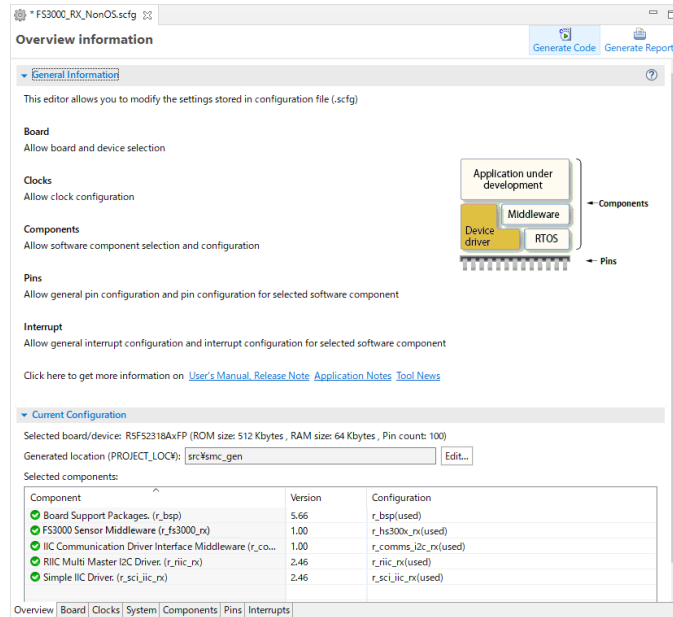 * FS3000_RX_NonOS.scfg
Overview information
Generate Code Generate Report
General Information
This editor allows you to modify the settings stored in configuration file (.scfg)
Board
Allow board and device selection
Clocks
Allow clock configuration
Components
Allow software component selection and configuration
Pins
Allow general pin configuration and pin configuration for selected software component
Interrupt
Allow general interrupt configuration and interrupt configuration for selected software component
Application under
development
Middleware
Device
driver
RTOS
Components
Pins
Click here to get more information on User's Manual, Release Note Application Notes Tool News
Current Configuration
Selected board/device: R5F52318AxFP (ROM size: 512 Kbytes , RAM size: 64 Kbytes , Pin count: 100)
Generated location (PROJECT_LOC¥): src¥smc_gen Edit...
Selected components:
Component Version Configuration
Board Support Packages. (r_bsp) 5.66 r_bsp(used)
FS3000 Sensor Middleware (r_fs3000_rx) 1.00 r_hs300x_rx(used)
IIC Communication Driver Interface Middleware (r_co... 1.00 r_comms_i2c_rx(used)
RIIC Multi Master I2C Driver. (r_riic_rx) 2.46 r_riic_rx(used)
Simple IIC Driver. (r_sci_iic_rx) 2.46 r_sci_iic_rx(used)
Overview Board Clocks System Components Pins Interrupts